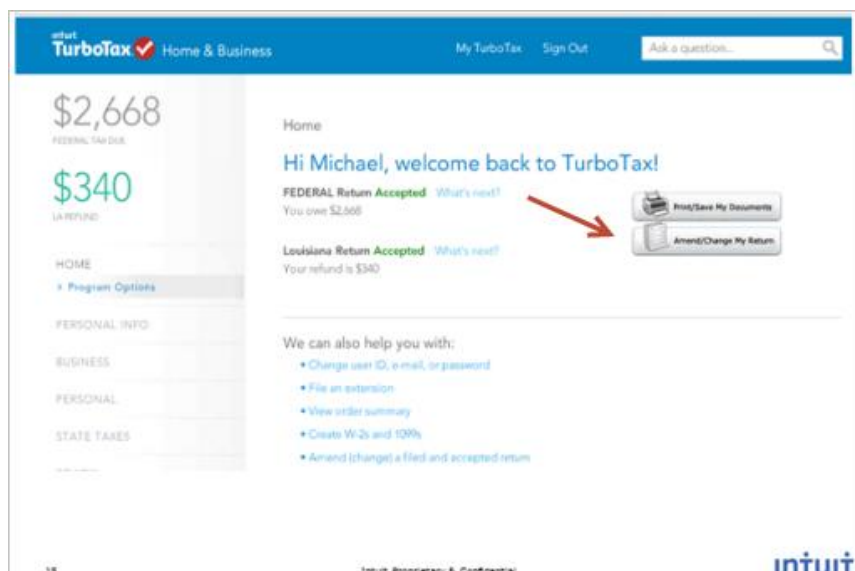 intuit
TurboTax Home & Business
My TurboTax Sign Out
Ask a question...
$2,668
FEDERAL TAX DUE
$340
LA REFUND
HOME
Program Options
PERSONAL INFO
BUSINESS
PERSONAL
STATE TAXES
Home
Hi Michael, welcome back to TurboTax!
FEDERAL Return Accepted What's next?
You owe $2,668
Louisiana Return Accepted What's next?
Your refund is $340
Print/Save My Documents
Amend/Change My Return
We can also help you with:
• Change user ID, e-mail, or password
• File an extension
• View order summary
• Create W-2s and 1099s
• Amend (change) a filed and accepted return
Intuit Proprietary & Confidential
intuit